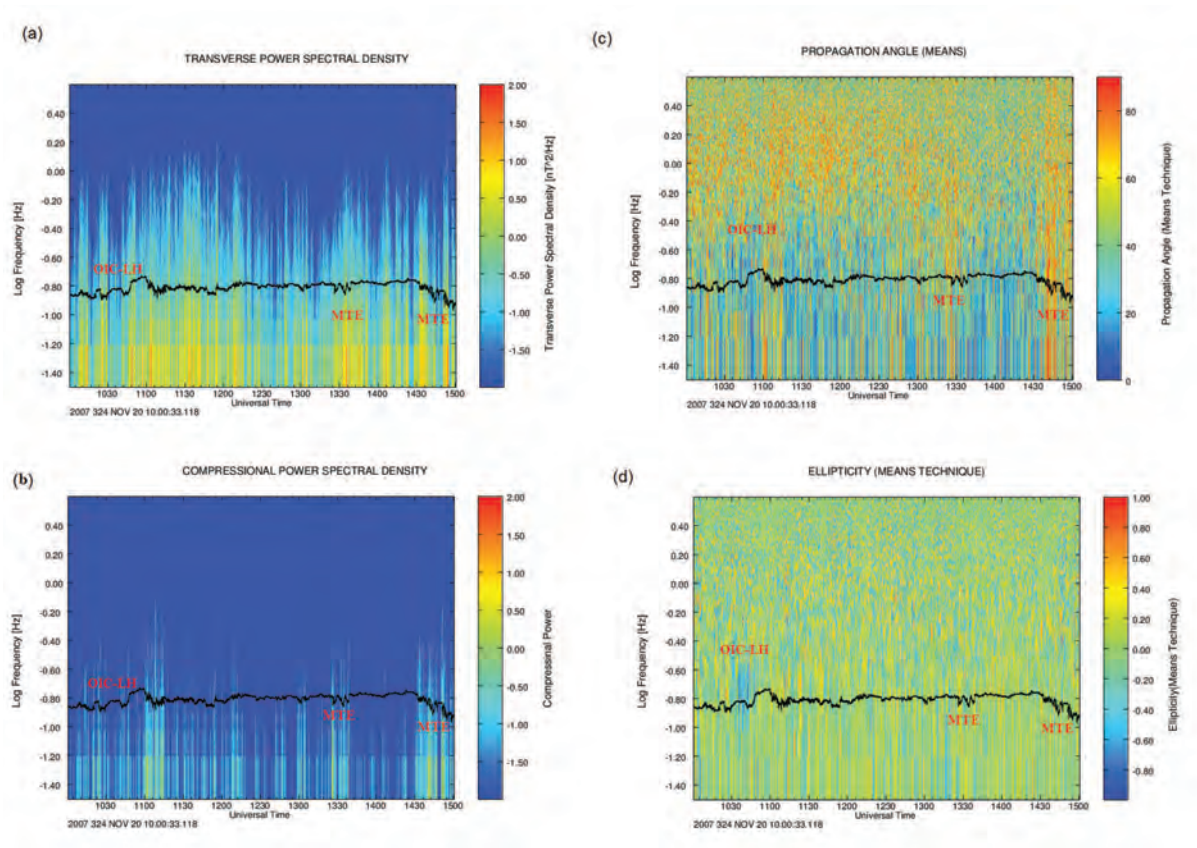 (a)
TRANSVERSE POWER SPECTRAL DENSITY
Log Frequency [Hz]
0.40
0.20
0.00
-0.20
-0.40
-0.60
-0.80
-1.00
-1.20
-1.40
OIC-LH
MTE
MTE
1030 1100 1130 1200 1230 1300 1330 1400 1430 1500
Universal Time
2007 324 NOV 20 10.00:33.118
2.00
1.50
1.00
0.50
0.00
-0.50
-1.00
-1.50
Transverse Power Spectral Density [nT^2/Hz]
(c)
PROPAGATION ANGLE (MEANS)
Log Frequency [Hz]
0.40
0.20
0.00
-0.20
-0.40
-0.60
-0.80
-1.00
-1.20
-1.40
OIC-LH
MTE
MTE
1030 1100 1130 1200 1230 1300 1330 1400 1430 1500
Universal Time
2007 324 NOV 20 10.00:33.118
80
60
40
20
0
Propagation Angle (Means Technique)
(b)
COMPRESSIONAL POWER SPECTRAL DENSITY
Log Frequency [Hz]
0.40
0.20
0.00
-0.20
-0.40
-0.60
-0.80
-1.00
-1.20
-1.40
OIC-LH
MTE
MTE
1030 1100 1130 1200 1230 1300 1330 1400 1430 1500
Universal Time
2007 324 NOV 20 10.00:33.118
2.00
1.50
1.00
0.50
0.00
-0.50
-1.00
-1.50
Compressinal Power
(d)
ELLIPTICITY (MEANS TECHNIQUE)
Log Frequency [Hz]
0.40
0.20
0.00
-0.20
-0.40
-0.60
-0.80
-1.00
-1.20
-1.40
OIC-LH
MTE
MTE
1030 1100 1130 1200 1230 1300 1330 1400 1430 1500
Universal Time
2007 324 NOV 20 10.00:33.118
1.00
0.80
0.60
0.40
0.20
0.00
-0.20
-0.40
-0.60
-0.80
Ellipticity(Means Technique)